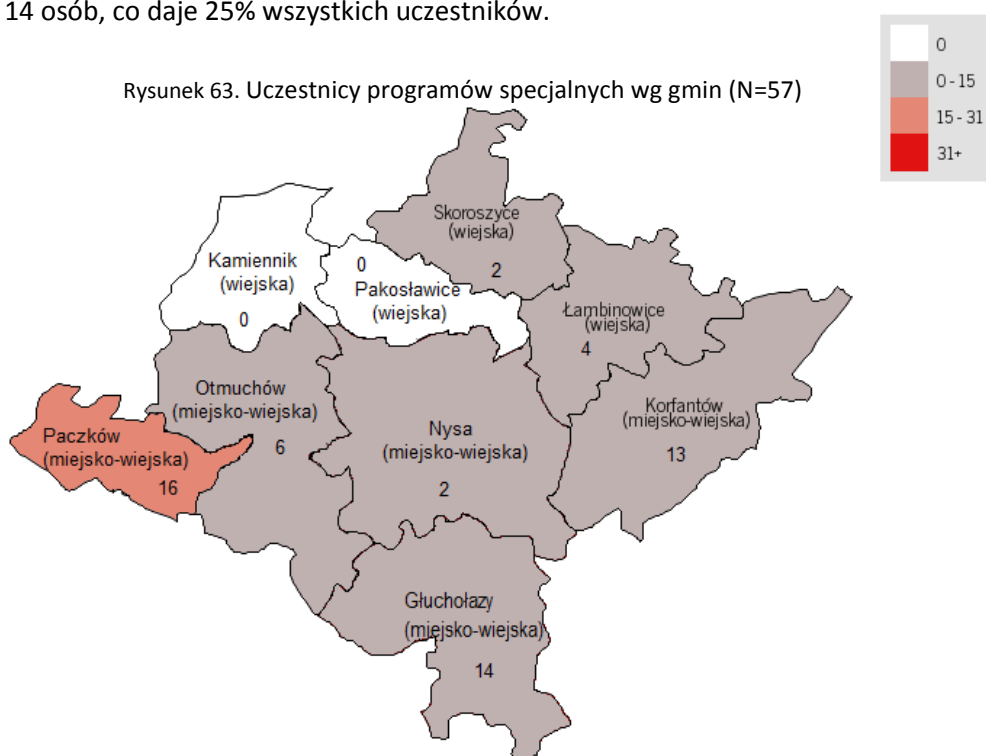 14 osób, co daje 25% wszystkich uczestników.
Rysunek 63. Uczestnicy programów specjalnych wg gmin (N=57)
0
0 - 15
15 - 31
31+
Skoroszyce
(wiejska)
2
Kamiennik
(wiejska)
0
0
Pakosławice
(wiejska)
Łambinowice
(wiejska)
4
Otmuchów
(miejsko-wiejska)
6
Korfantów
(miejsko-wiejska)
13
Nysa
(miejsko-wiejska)
2
Paczków
(miejsko-wiejska)
16
Głuchołazy
(miejsko-wiejska)
14